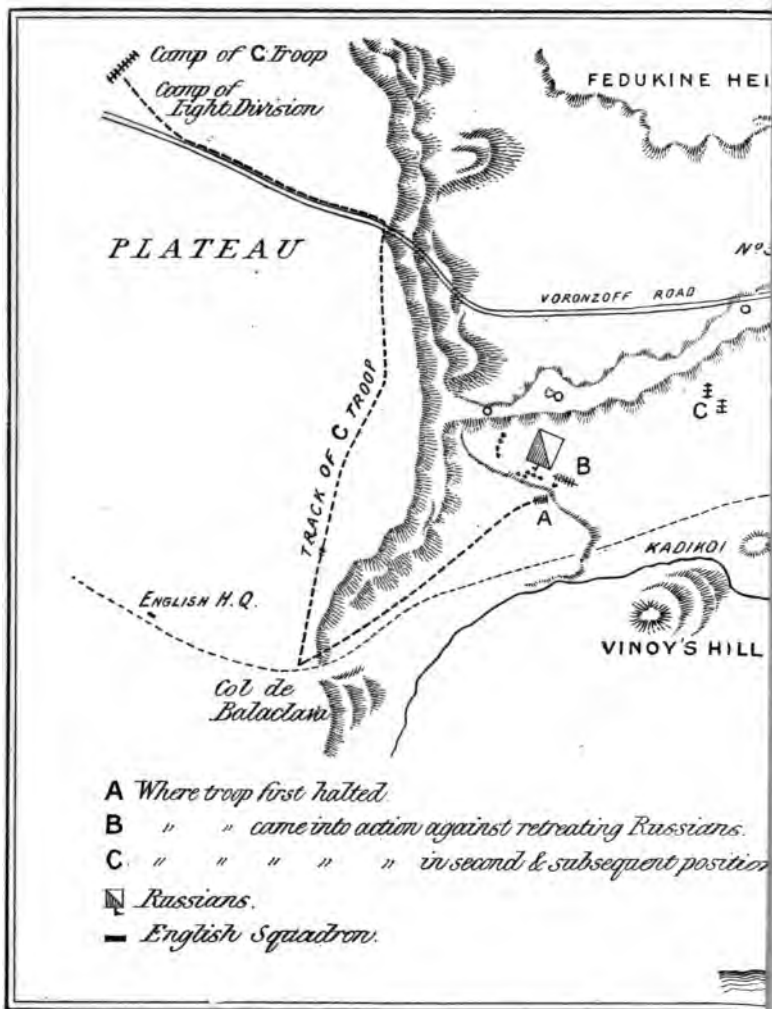 Camp of C Troop
Camp of
Light Division
FEDUKINE HEI
PLATEAU
VORONZOFF ROAD
TRACK OF C TROOP
C
B
A
KADIKOI
ENGLISH H.Q.
VINOY'S HILL
Col de
Balaclava
A Where troop first halted.
B " " came into action against retreating Russians.
C. " " " " " in second & subsequent position
Russians.
English Squadron.